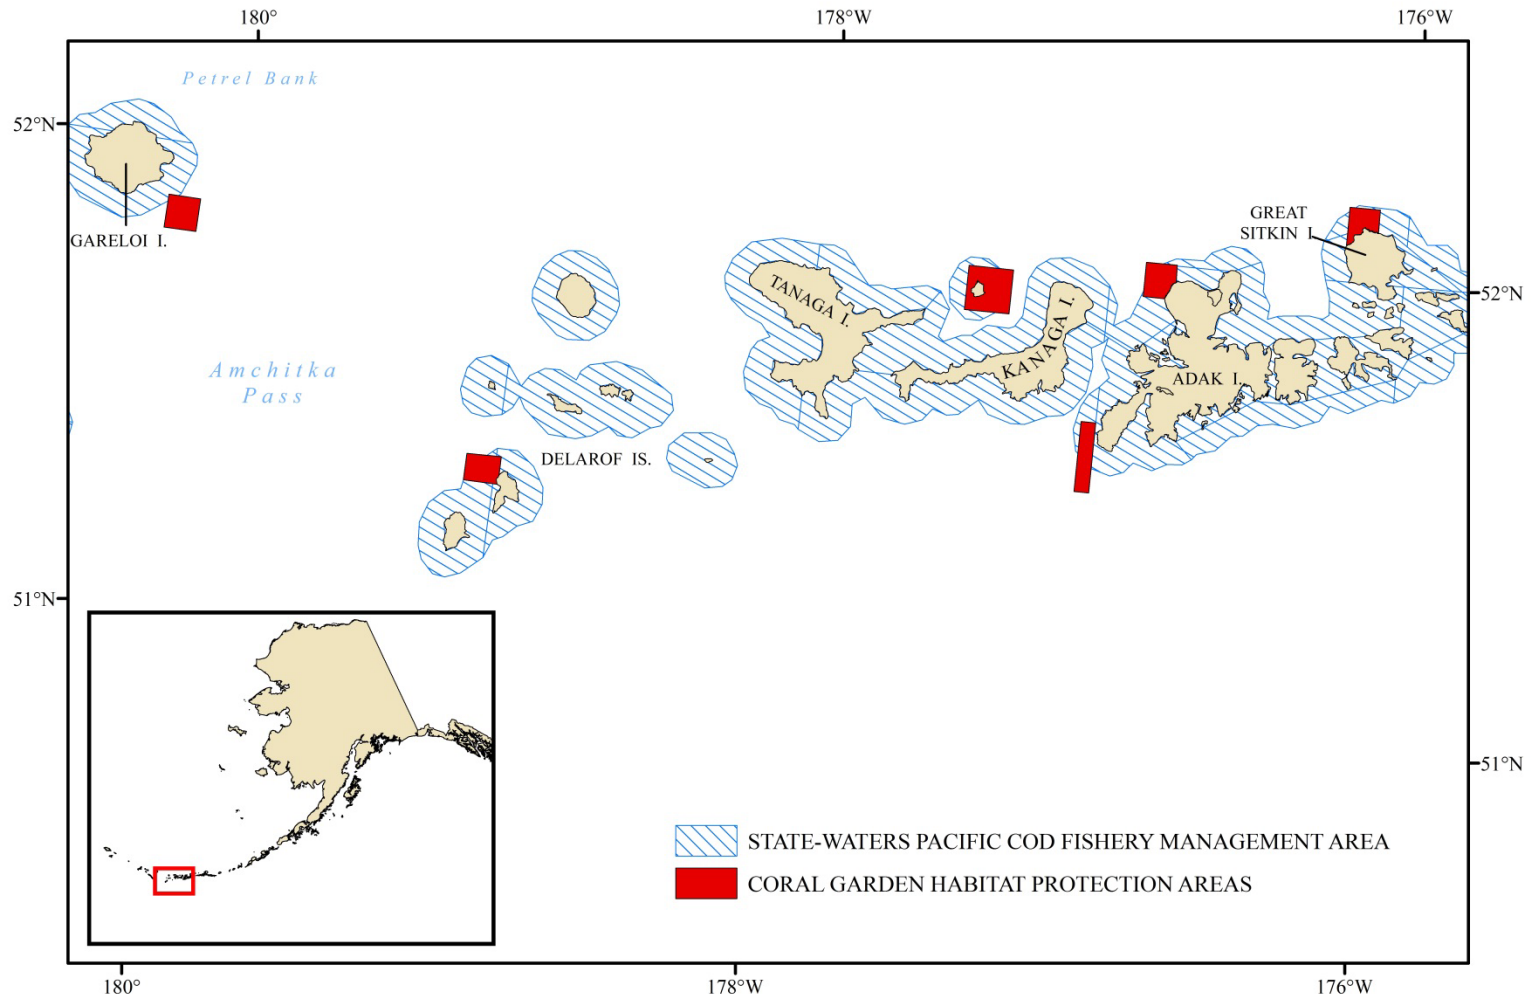 180°
178°W
176°W
Petrel Bank
52°N
GARELOI I.
GREAT
SITKIN I.
52°N
TANAGA I.
KANAGA I.
ADAK I.
Amchitka
Pass
DELAROF IS.
51°N
51°N
STATE-WATERS PACIFIC COD FISHERY MANAGEMENT AREA
CORAL GARDEN HABITAT PROTECTION AREAS
180°
178°W
176°W